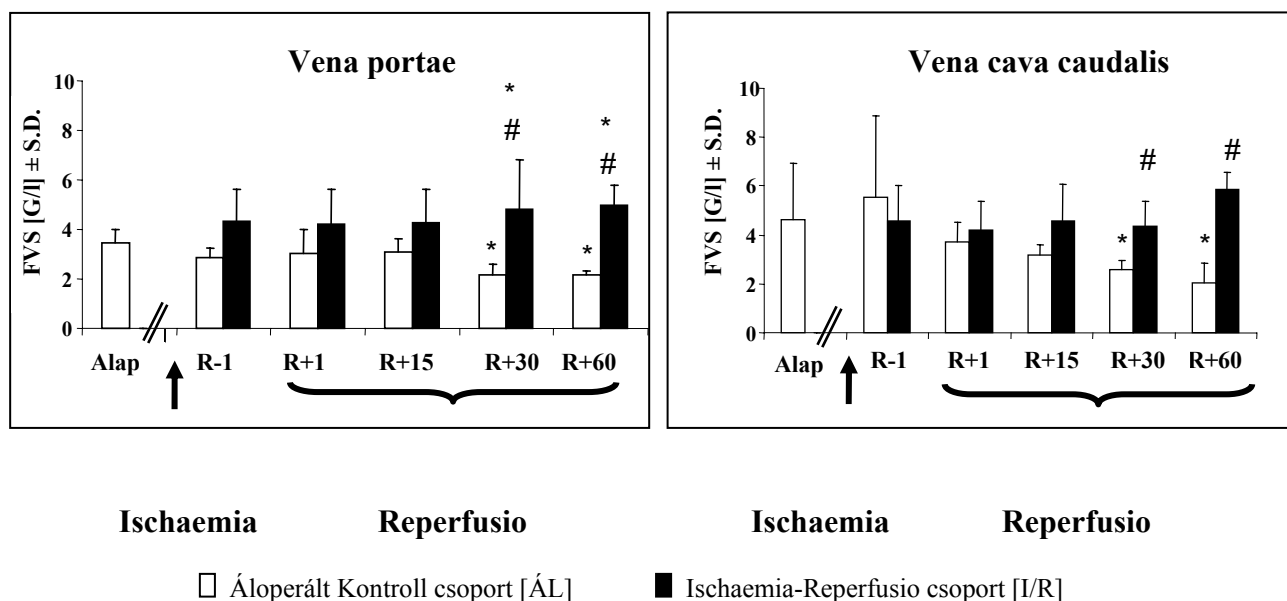 Vena portae
FVS [G/l] ± S.D.
10
8
6
4
2
0
* # * #
* *
Alap R-1 R+1 R+15 R+30 R+60
Vena cava caudalis
FVS [G/l] ± S.D.
10
8
6
4
2
0
# #
* *
Alap R-1 R+1 R+15 R+30 R+60
Ischaemia Reperfusio
Ischaemia Reperfusio
Áloperált Kontroll csoport [ÁL] Ischaemia-Reperfusio csoport [I/R]